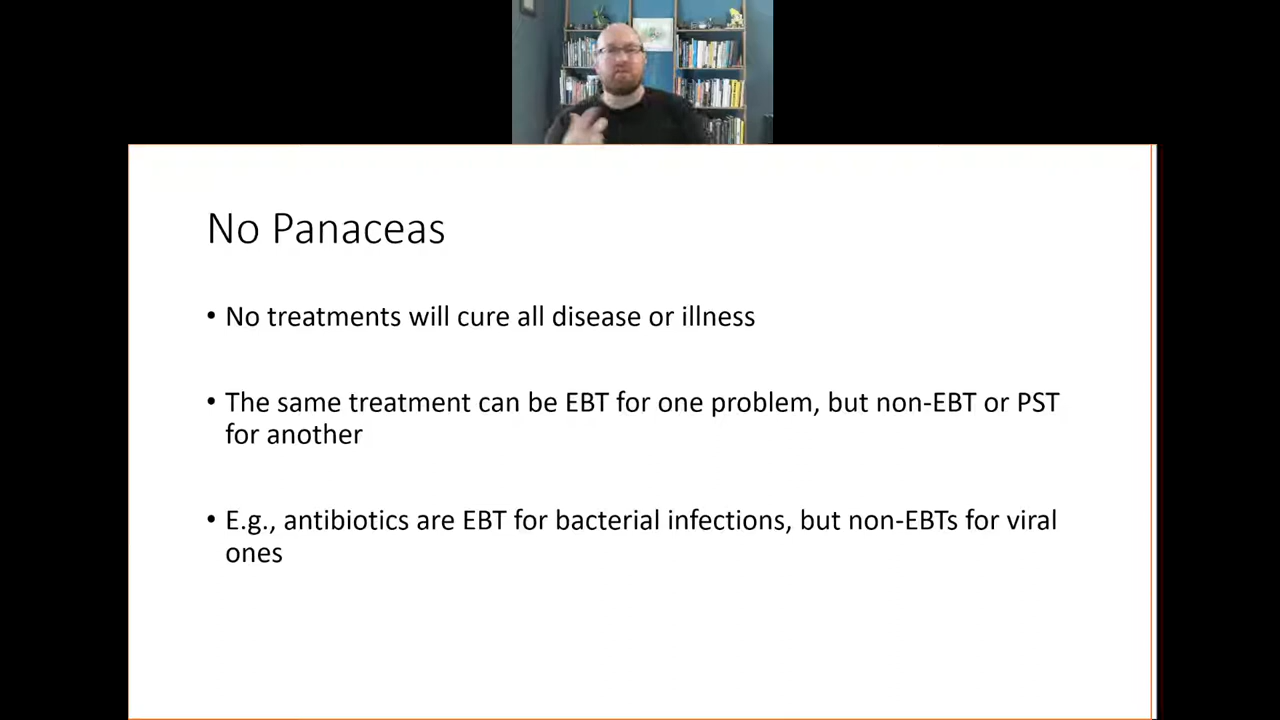 No Panaceas
• No treatments will cure all disease or illness
• The same treatment can be EBT for one problem, but non-EBT or PST
for another
• E.g., antibiotics are EBT for bacterial infections, but non-EBTs for viral
ones